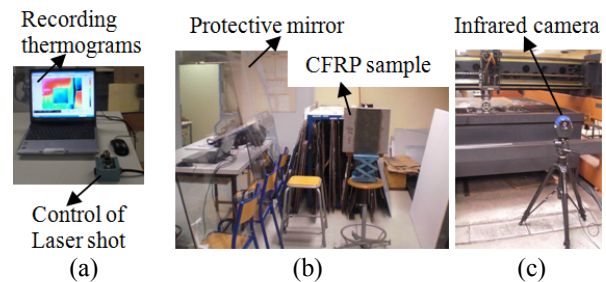 Recording
thermograms
Protective mirror
Infrared camera
CFRP sample
Control of
Laser shot
(a)
(b)
(c)